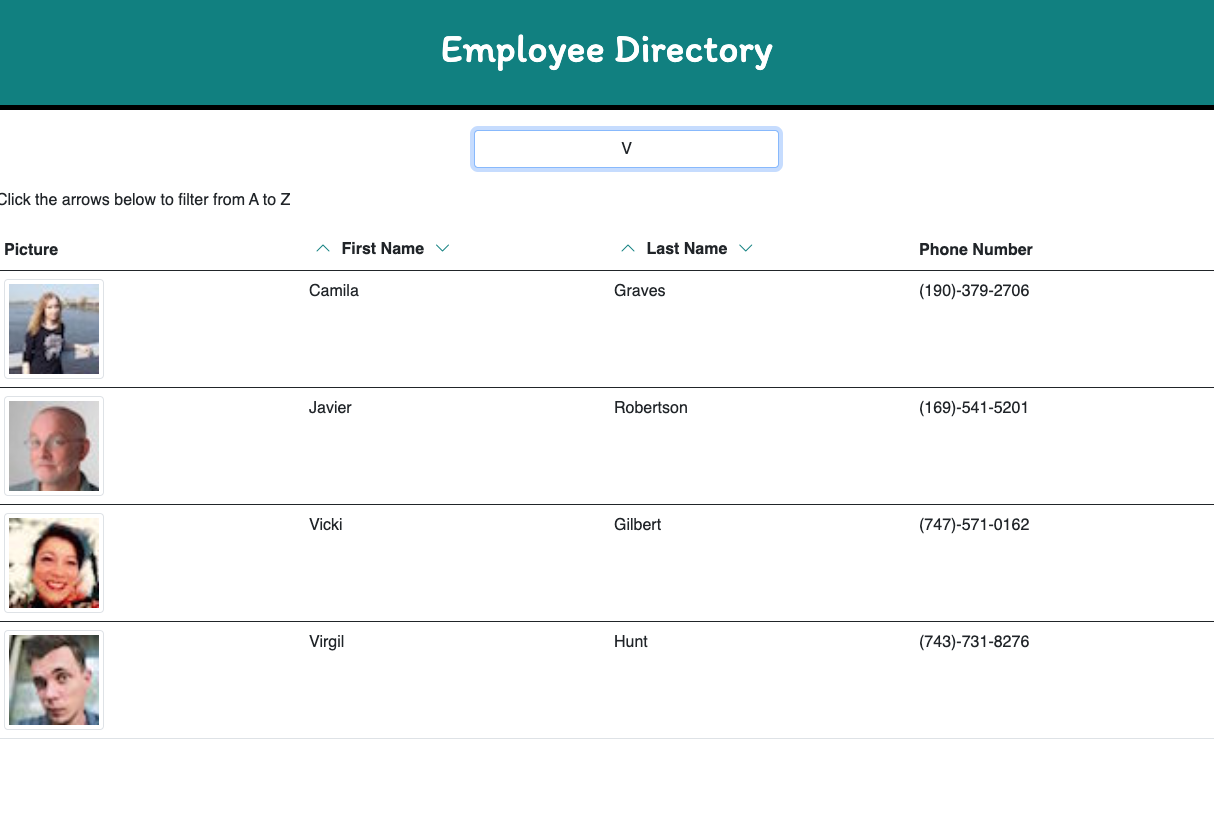 Employee Directory
V
Click the arrows below to filter from A to Z
Picture First Name Last Name Phone Number
Camila Graves (190)-379-2706
Javier Robertson (169)-541-5201
Vicki Gilbert (747)-571-0162
Virgil Hunt (743)-731-8276